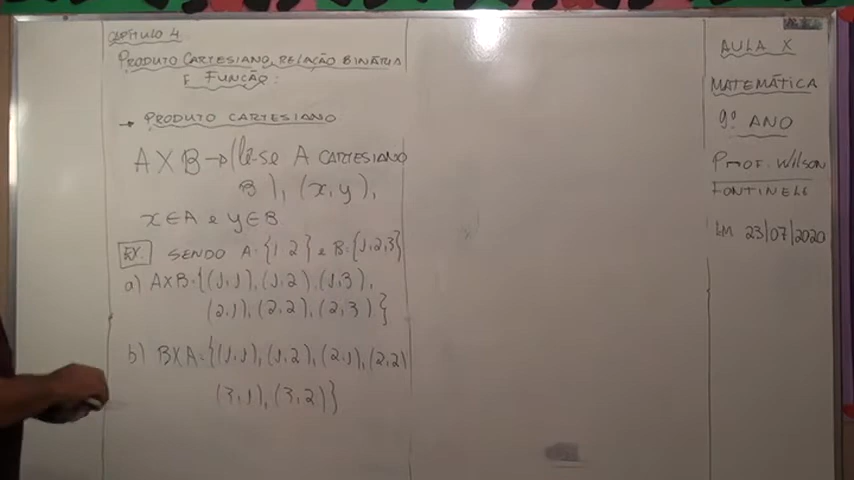 CAPÍTULO 4
PRODUTO CARTESIANO, RELAÇÃO BINÁRIA
E FUNÇÃO:
→ PRODUTO CARTESIANO
A X B → (lê-se A CARTESIANO
B), (x, y),
x ∈ A e y ∈ B
EX. SENDO A = {1 2} e B = {1,2,3}
a) A X B = {(1,1), (1,2), (1,3),
(2,1), (2,2), (2,3)}
b) B X A = {(1,1), (1,2), (2,1), (2,2)
(3,1), (3,2)}
AULA X
MATEMÁTICA
9º ANO
PROF. WILSON
FONTINELE
EM 23/07/2020